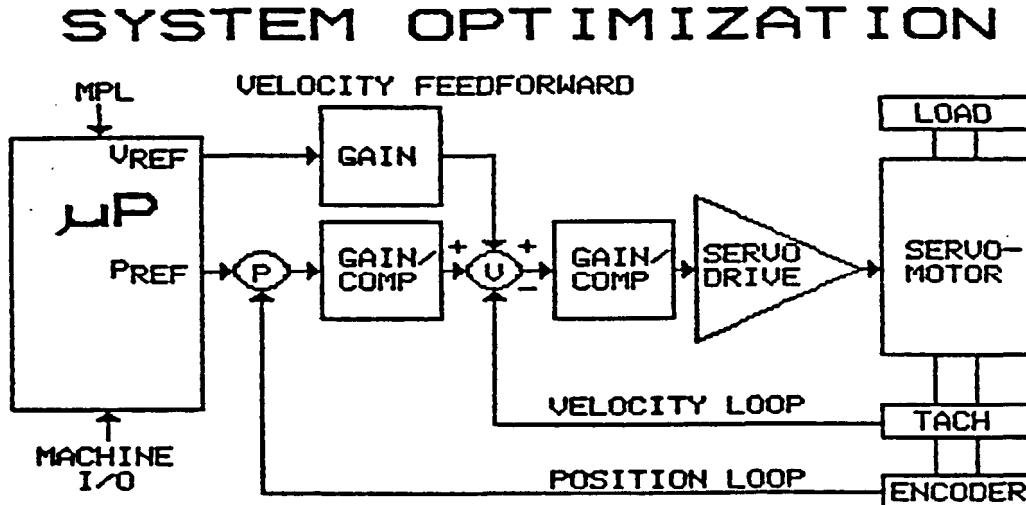 SYSTEM OPTIMIZATION
MPL
VELOCITY FEEDFORWARD
LOAD
VREF
GAIN
µP
PREF
P
GAIN/
COMP
+
V
+
-
GAIN/
COMP
SERVO
DRIVE
SERVO-
MOTOR
VELOCITY LOOP
TACH
MACHINE
I/O
POSITION LOOP
ENCODER